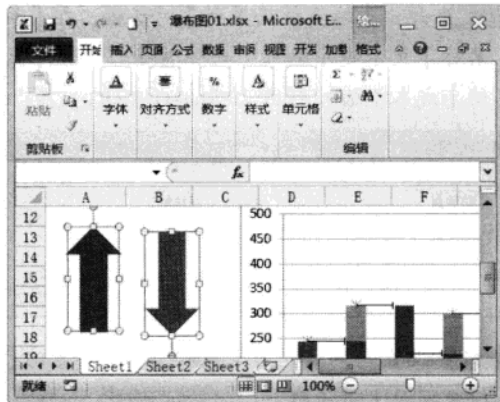 瀑布图01.xlsx - Microsoft E...
文件 开始 插入 页面 公式 数据 审阅 视图 开发 加载 格式
粘贴 字体 对齐方式 数字 样式 单元格
剪贴板 编辑
fx
A B C D E F
12
13
14
15
16
17
18
19
500
450
400
350
300
250
Sheet1 Sheet2 Sheet3
就绪 100%